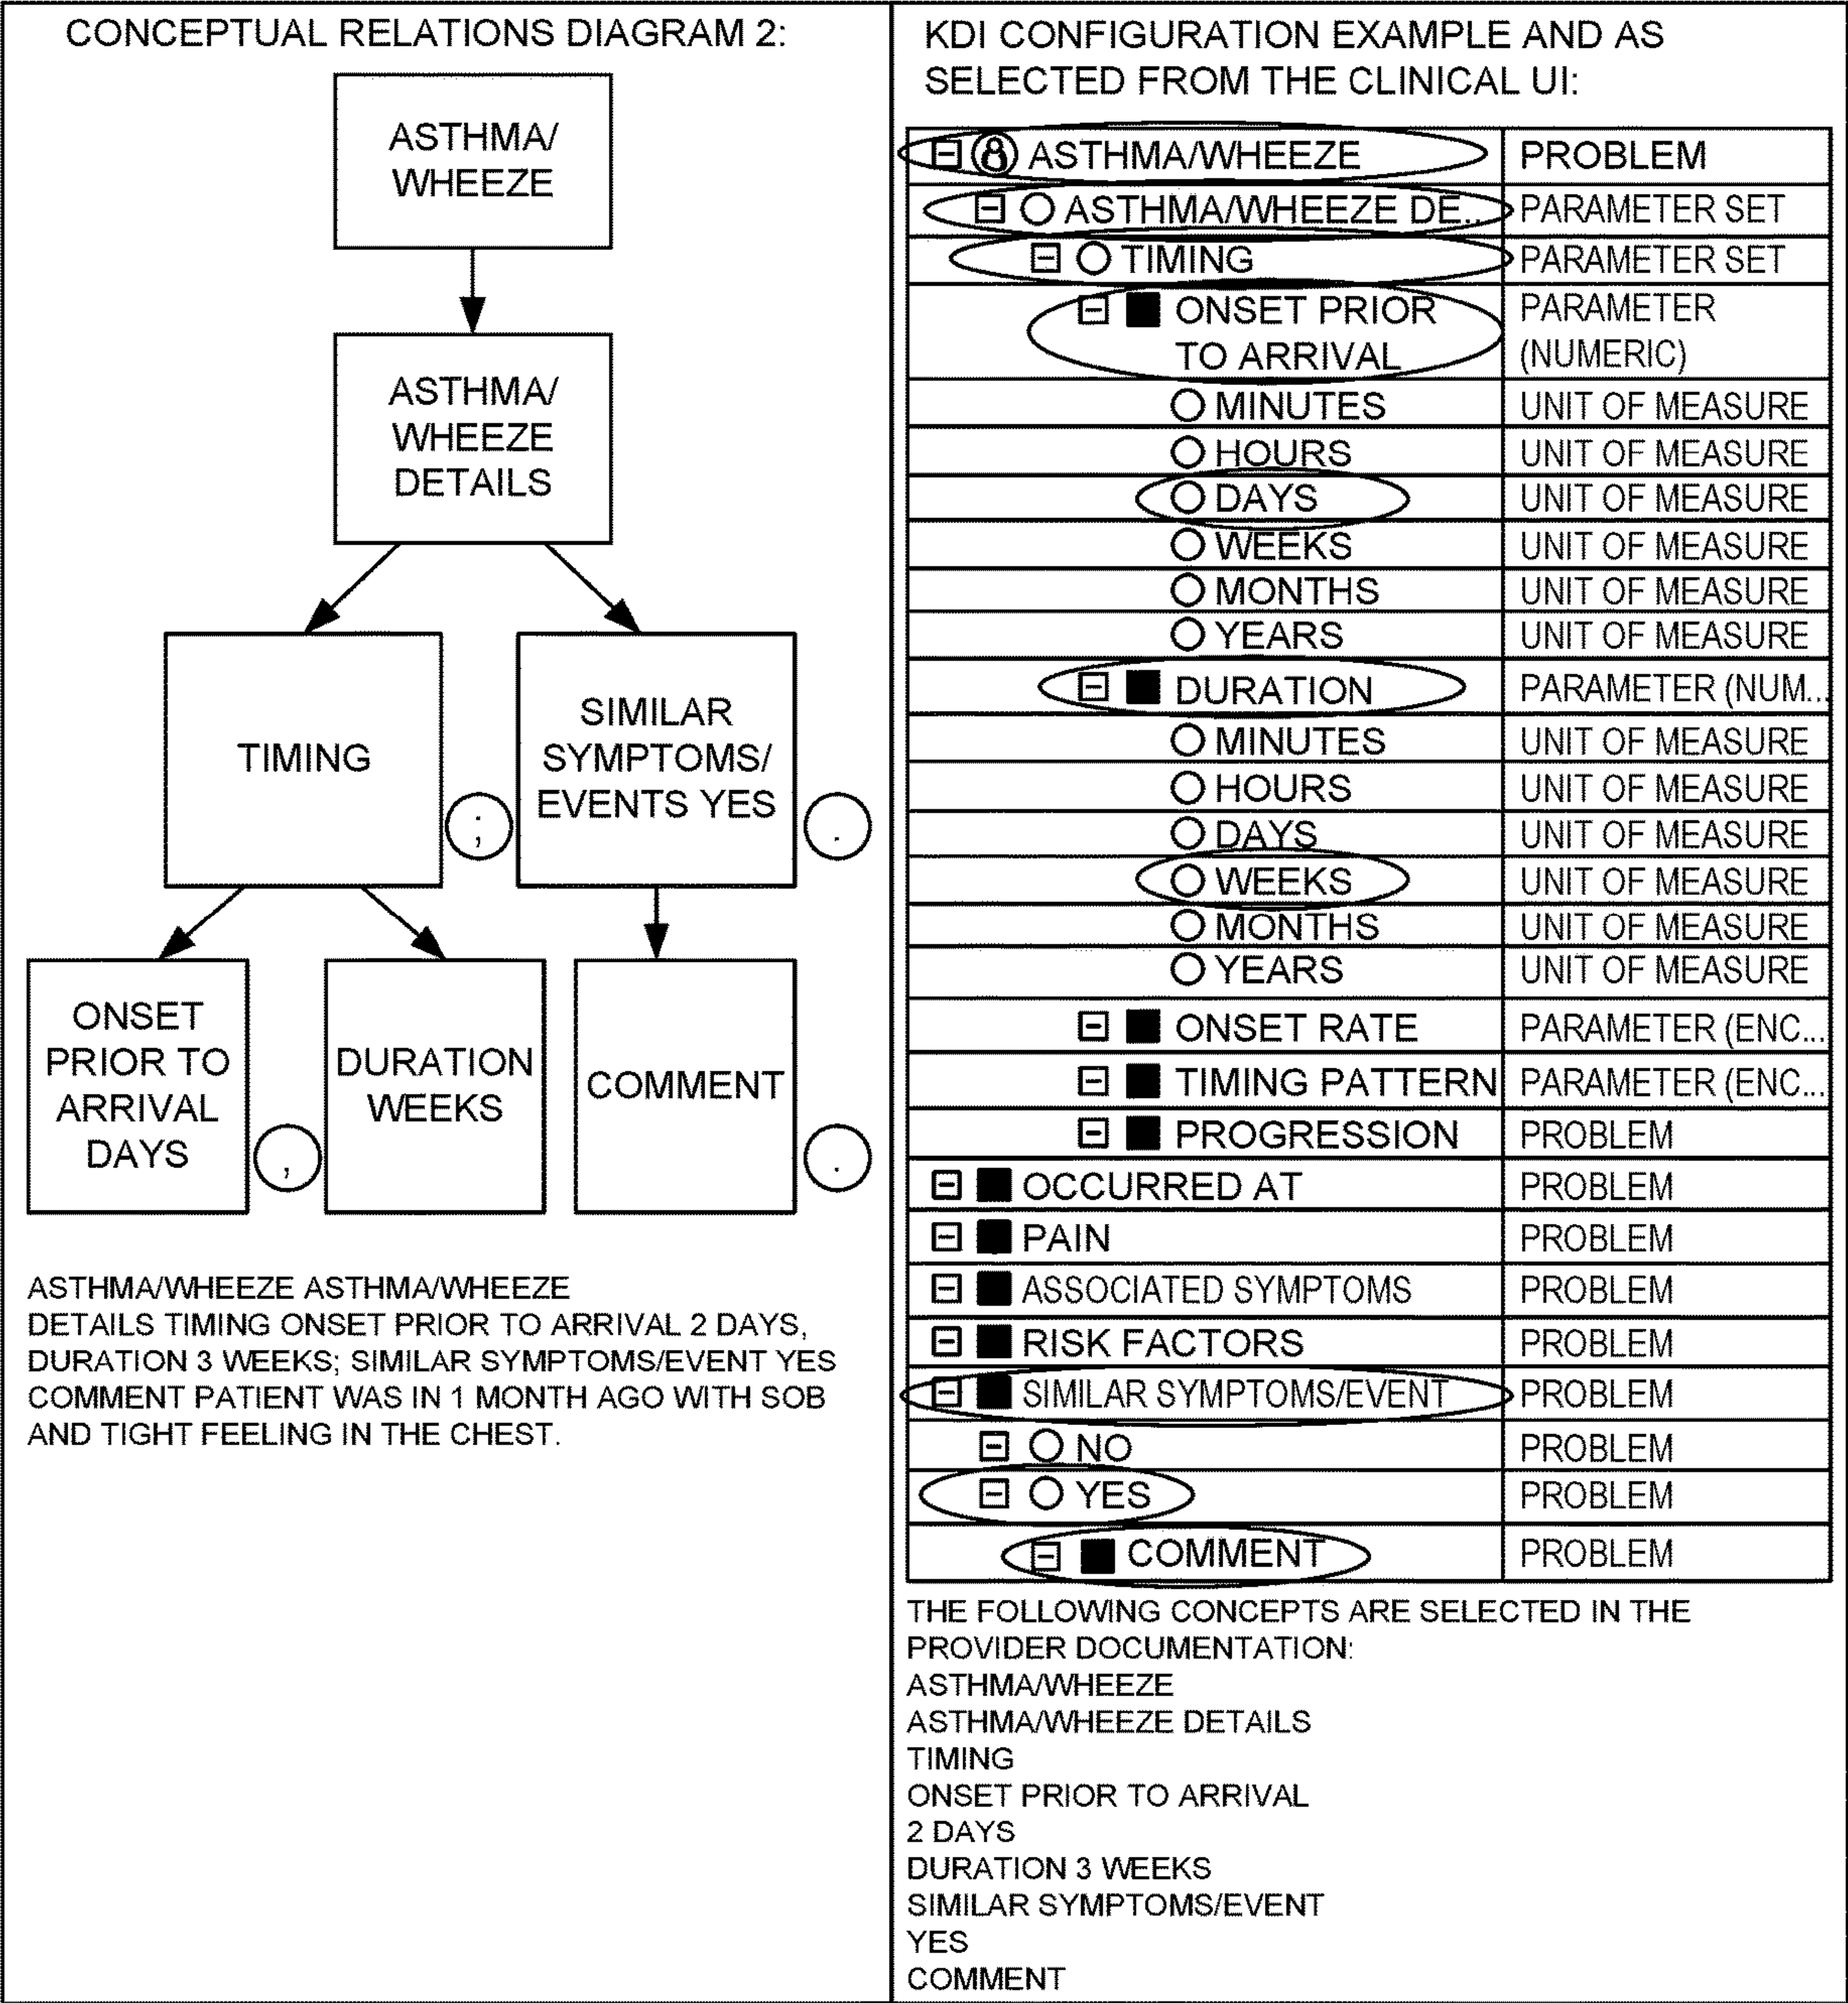 CONCEPTUAL RELATIONS DIAGRAM 2:
ASTHMA/
WHEEZE
ASTHMA/
WHEEZE
DETAILS
TIMING
;
SIMILAR
SYMPTOMS/
EVENTS YES
.
ONSET
PRIOR TO
ARRIVAL
DAYS
,
DURATION
WEEKS
COMMENT
.
ASTHMA/WHEEZE ASTHMA/WHEEZE
DETAILS TIMING ONSET PRIOR TO ARRIVAL 2 DAYS,
DURATION 3 WEEKS; SIMILAR SYMPTOMS/EVENT YES
COMMENT PATIENT WAS IN 1 MONTH AGO WITH SOB
AND TIGHT FEELING IN THE CHEST.
KDI CONFIGURATION EXAMPLE AND AS
SELECTED FROM THE CLINICAL UI:
8 ASTHMA/WHEEZE PROBLEM
ASTHMA/WHEEZE DE.. PARAMETER SET
TIMING PARAMETER SET
ONSET PRIOR PARAMETER
TO ARRIVAL (NUMERIC)
MINUTES UNIT OF MEASURE
HOURS UNIT OF MEASURE
DAYS UNIT OF MEASURE
WEEKS UNIT OF MEASURE
MONTHS UNIT OF MEASURE
YEARS UNIT OF MEASURE
DURATION PARAMETER (NUM...
MINUTES UNIT OF MEASURE
HOURS UNIT OF MEASURE
DAYS UNIT OF MEASURE
WEEKS UNIT OF MEASURE
MONTHS UNIT OF MEASURE
YEARS UNIT OF MEASURE
ONSET RATE PARAMETER (ENC...
TIMING PATTERN PARAMETER (ENC...
PROGRESSION PROBLEM
OCCURRED AT PROBLEM
PAIN PROBLEM
ASSOCIATED SYMPTOMS PROBLEM
RISK FACTORS PROBLEM
SIMILAR SYMPTOMS/EVENT PROBLEM
NO PROBLEM
YES PROBLEM
COMMENT PROBLEM
THE FOLLOWING CONCEPTS ARE SELECTED IN THE
PROVIDER DOCUMENTATION:
ASTHMA/WHEEZE
ASTHMA/WHEEZE DETAILS
TIMING
ONSET PRIOR TO ARRIVAL
2 DAYS
DURATION 3 WEEKS
SIMILAR SYMPTOMS/EVENT
YES
COMMENT